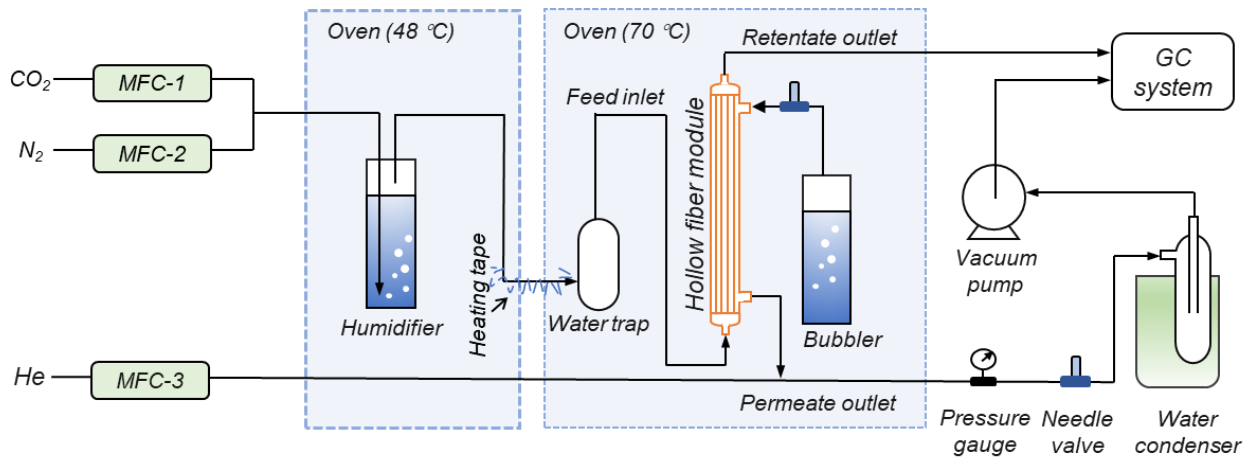 Oven (48 °C)
Oven (70 °C)
Retentate outlet
GC
system
CO2
MFC-1
Feed inlet
N2
MFC-2
Hollow fiber module
Heating tape
Vacuum
pump
Humidifier
Water trap
Bubbler
He
MFC-3
Permeate outlet
Pressure
gauge
Needle
valve
Water
condenser